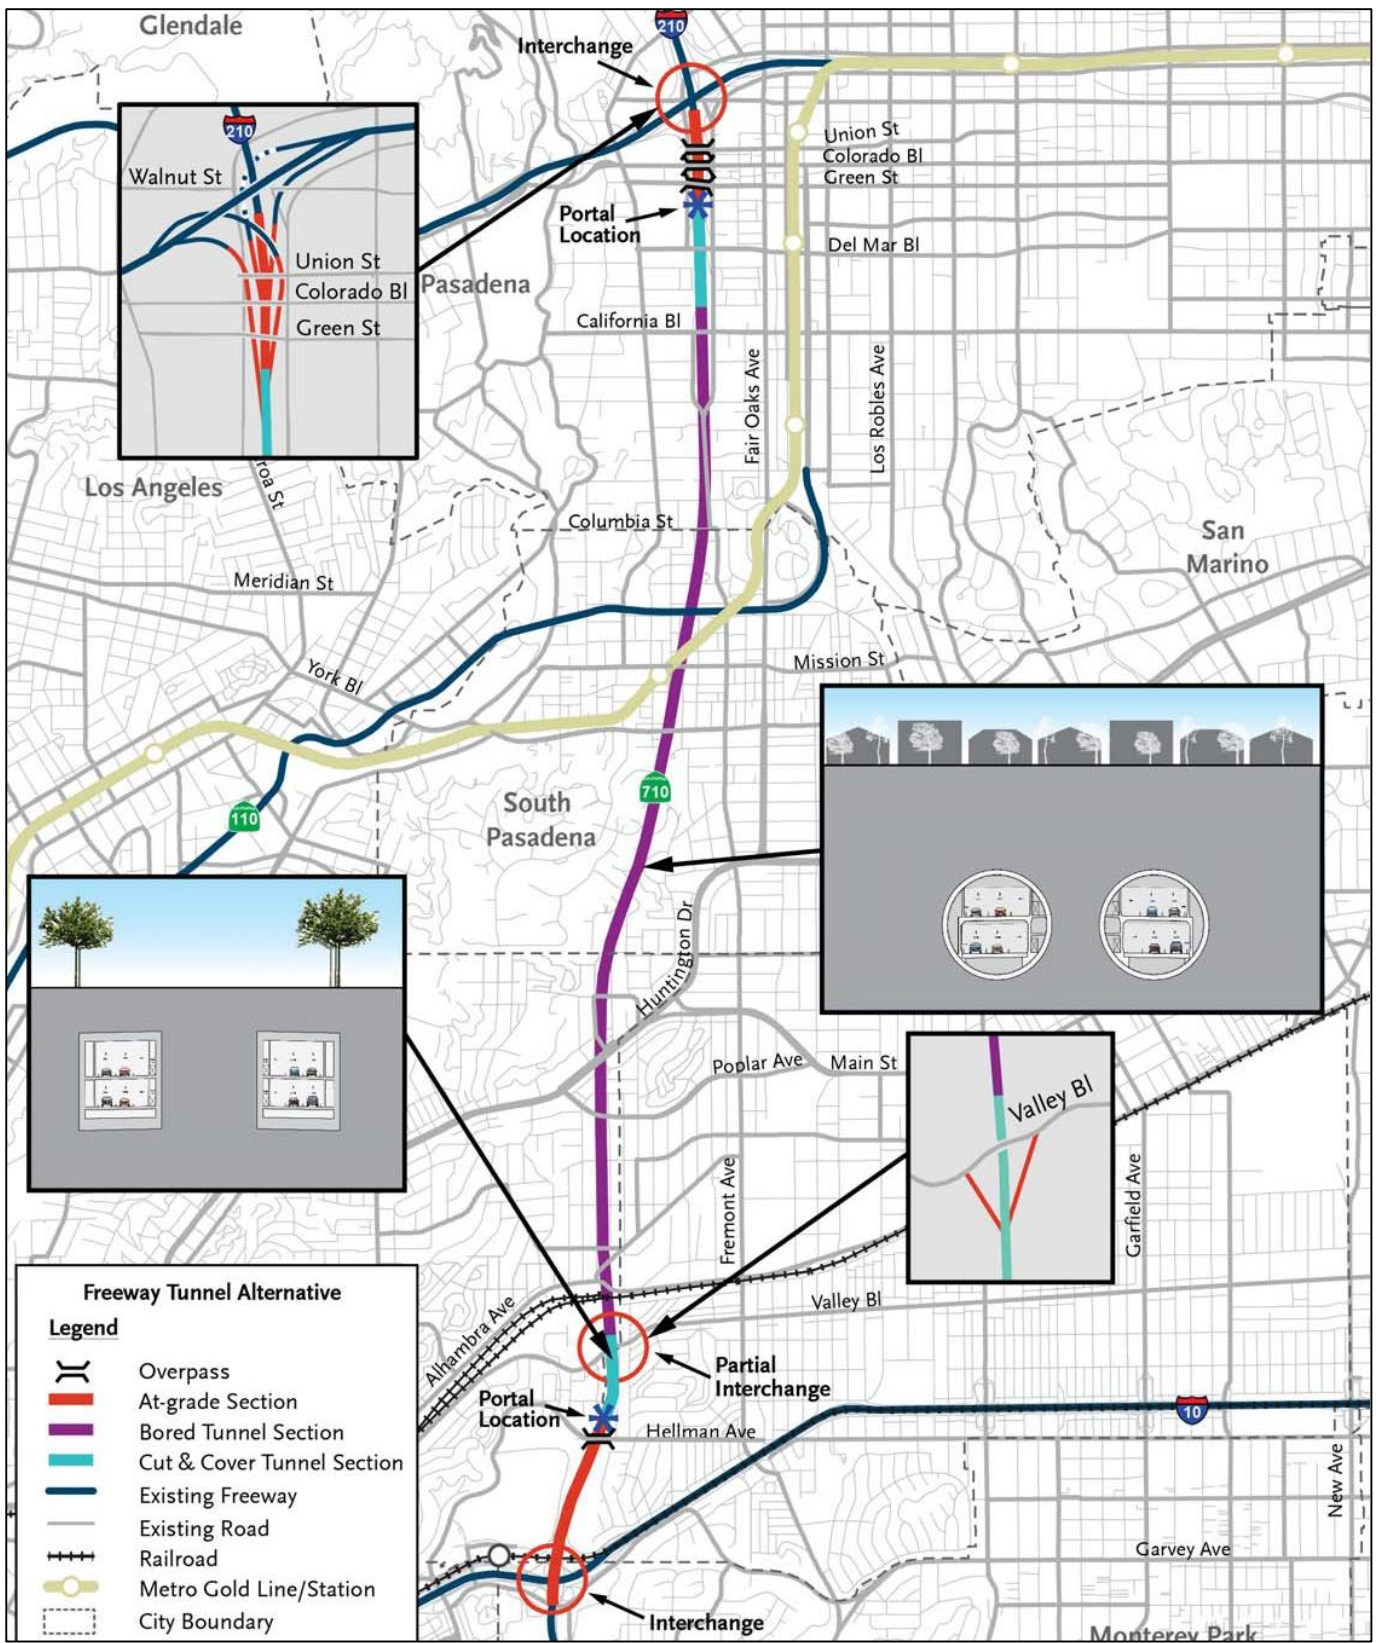 Glendale
210
Interchange
210
Walnut St
Union St
Colorado Bl
Green St
Union St
Colorado Bl
Green St
Portal
Location
Del Mar Bl
Pasadena
California Bl
Fair Oaks Ave
Los Robles Ave
Los Angeles
roa St
Columbia St
San
Marino
Meridian St
Mission St
York Bl
710
South
Pasadena
110
Huntington Dr
Poplar Ave
Main St
Valley Bl
Fremont Ave
Garfield Ave
Alhambra Ave
Valley Bl
Partial
Interchange
Portal
Location
Hellman Ave
10
New Ave
Garvey Ave
Interchange
Monterey Park
Freeway Tunnel Alternative
Legend
Overpass
At-grade Section
Bored Tunnel Section
Cut & Cover Tunnel Section
Existing Freeway
Existing Road
Railroad
Metro Gold Line/Station
City Boundary